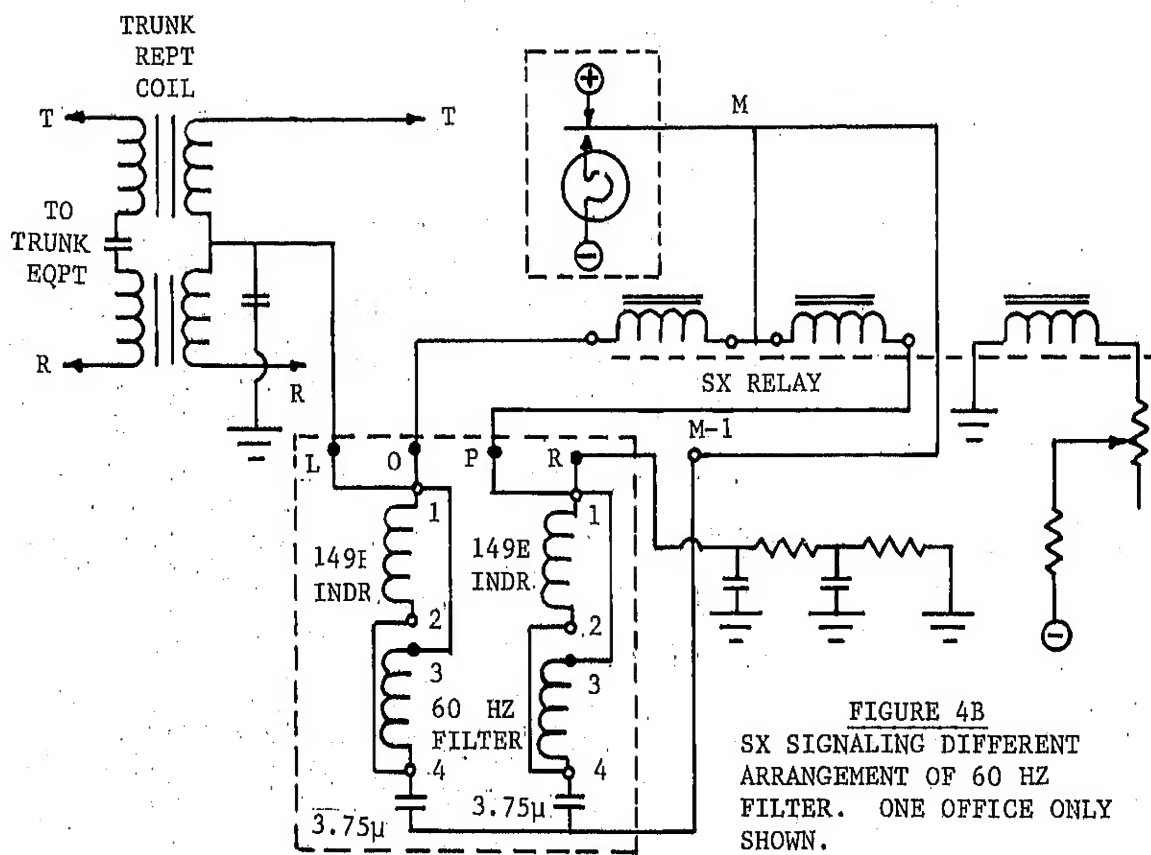 TRUNK
REPT
COIL
T
T
M
TO
TRUNK
EQPT
R
R
SX RELAY
M-1
L
O
P
R
1
1
149E
INDR.
149E
INDR.
2
2
3
3
60 HZ
FILTER
4
4
3.75µ
3.75µ
FIGURE 4B
SX SIGNALING DIFFERENT
ARRANGEMENT OF 60 HZ
FILTER. ONE OFFICE ONLY
SHOWN.